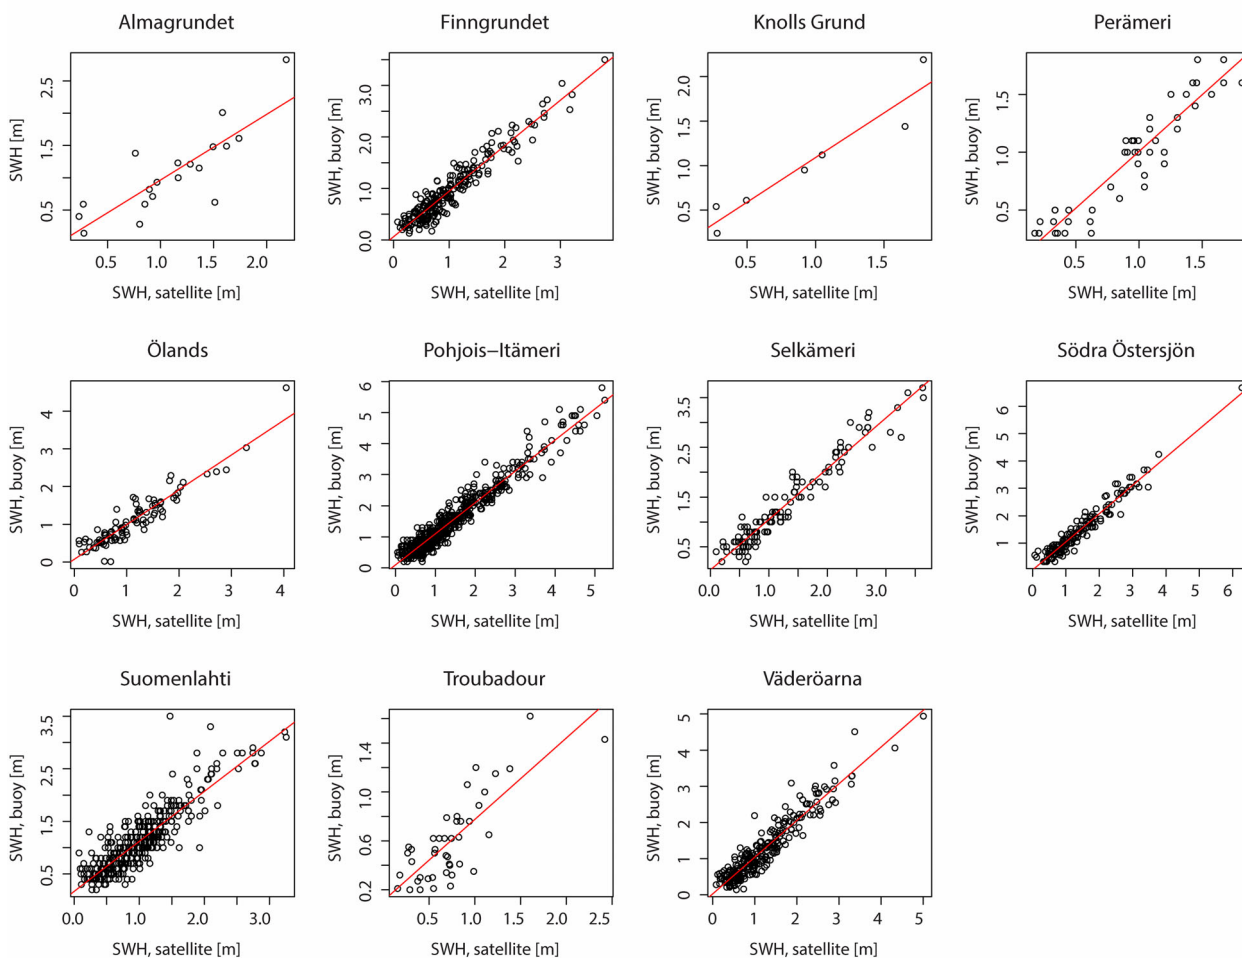 Almagrundet
Finngrundet
Knolls Grund
Perämeri
SWH [m]
0.5 1.5 2.5
0.5 1.0 1.5 2.0
SWH, satellite [m]
SWH, buoy [m]
0.0 1.0 2.0 3.0
0 1 2 3
SWH, satellite [m]
SWH, buoy [m]
0.5 1.0 1.5 2.0
0.5 1.0 1.5
SWH, satellite [m]
SWH, buoy [m]
0.5 1.0 1.5
0.5 1.0 1.5
SWH, satellite [m]
Ölands
Pohjois–Itämeri
Selkämeri
Södra Östersjön
SWH, buoy [m]
0 1 2 3 4
0 1 2 3 4
SWH, satellite [m]
SWH, buoy [m]
0 1 2 3 4 5 6
0 1 2 3 4 5
SWH, satellite [m]
SWH, buoy [m]
0.5 1.5 2.5 3.5
0.0 1.0 2.0 3.0
SWH, satellite [m]
SWH, buoy [m]
1 2 3 4 5 6
0 1 2 3 4 5 6
SWH, satellite [m]
Suomenlahti
Troubadour
Väderöarna
SWH, buoy [m]
0.5 1.5 2.5 3.5
0.0 1.0 2.0 3.0
SWH, satellite [m]
SWH, buoy [m]
0.2 0.6 1.0 1.4
0.5 1.0 1.5 2.0 2.5
SWH, satellite [m]
SWH, buoy [m]
0 1 2 3 4 5
0 1 2 3 4 5
SWH, satellite [m]